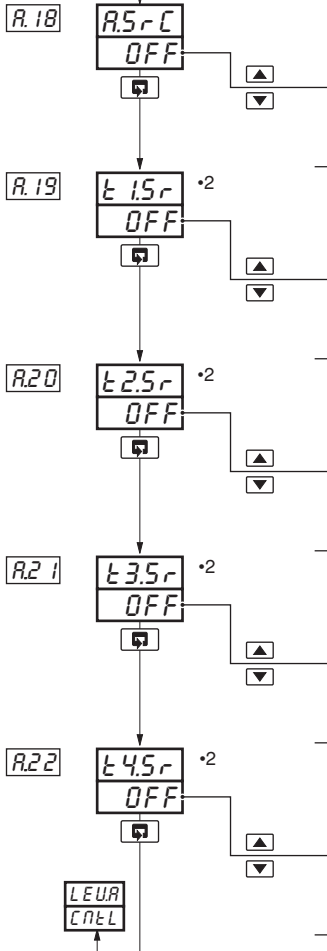 A.18
A.SrC
OFF
A.19
t1.Sr •2
OFF
A.20
t2.Sr •2
OFF
A.21
t3.Sr •2
OFF
A.22
t4.Sr •2
OFF
LEV.A
CntL